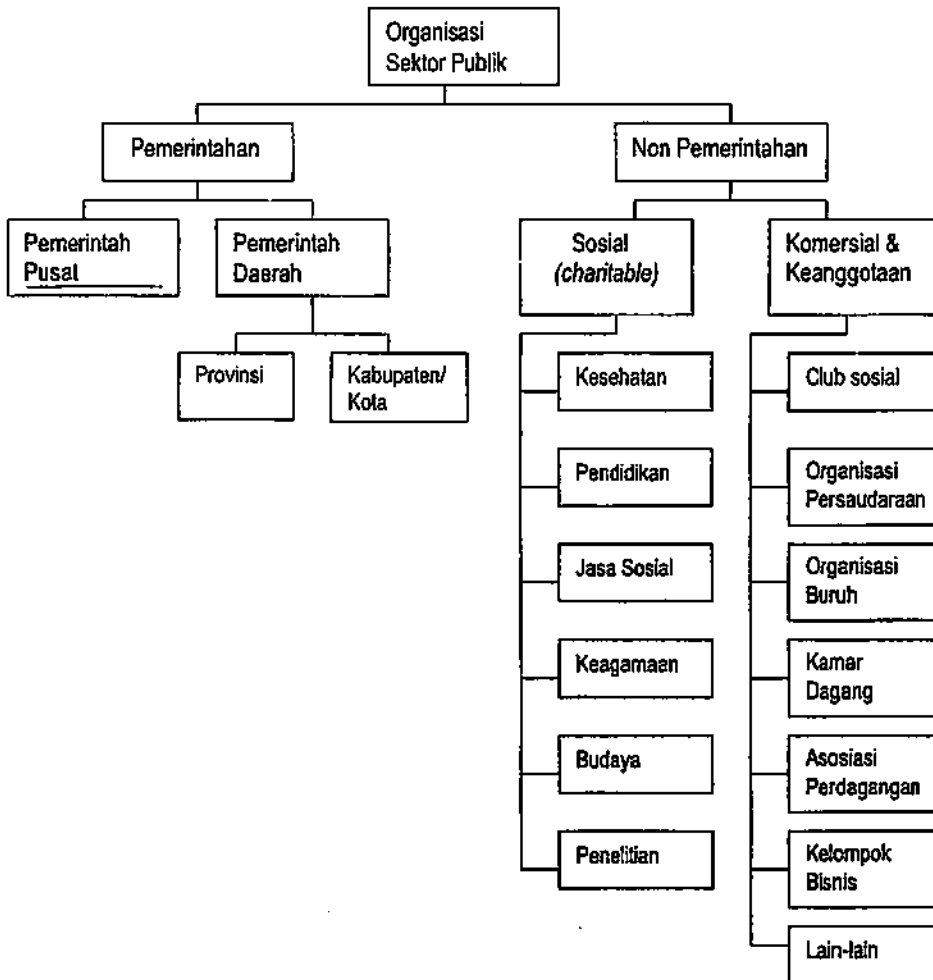 Organisasi
Sektor Publik
Pemerintahan
Non Pemerintahan
Pemerintah
Pusat
Pemerintah
Daerah
Sosial
(charitable)
Komersial &
Keanggotaan
Provinsi
Kabupaten/
Kota
Kesehatan
Pendidikan
Jasa Sosial
Keagamaan
Budaya
Penelitian
Club sosial
Organisasi
Persaudaraan
Organisasi
Buruh
Kamar
Dagang
Asosiasi
Perdagangan
Kelompok
Bisnis
Lain-lain